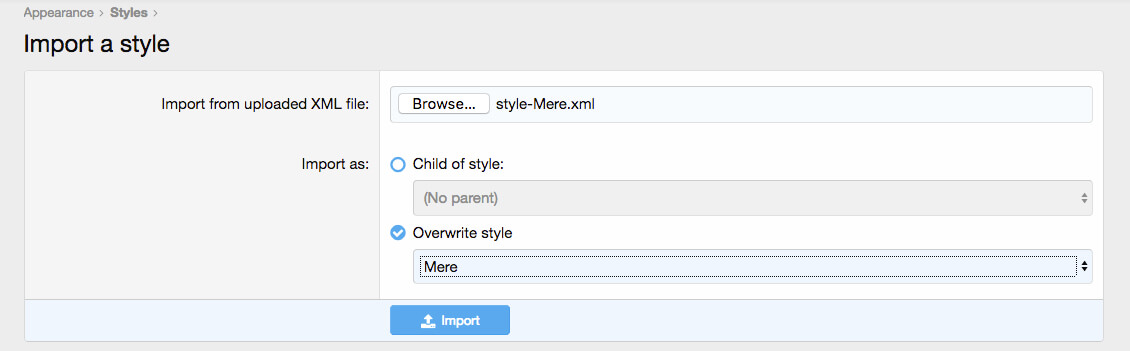 Appearance › Styles ›
Import a style
Import from uploaded XML file:
Browse... style-Mere.xml
Import as:
Child of style:
(No parent)
Overwrite style
Mere
Import